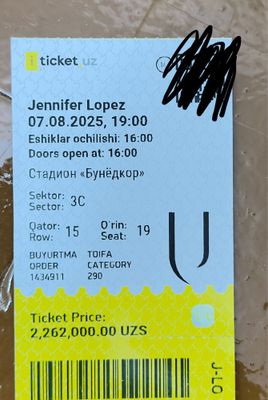 iticket.uz
Jennifer Lopez
07.08.2025, 19:00
Eshiklar ochilishi: 16:00
Doors open at: 16:00
Стадион «Бунёдкор»
Sektor:
Sector: 3C
Qator:
Row: 15
O'rin:
Seat: 19
BUYURTMA
ORDER
1434911
TOIFA
CATEGORY
290
Ticket Price:
2,262,000.00 UZS
J-LO